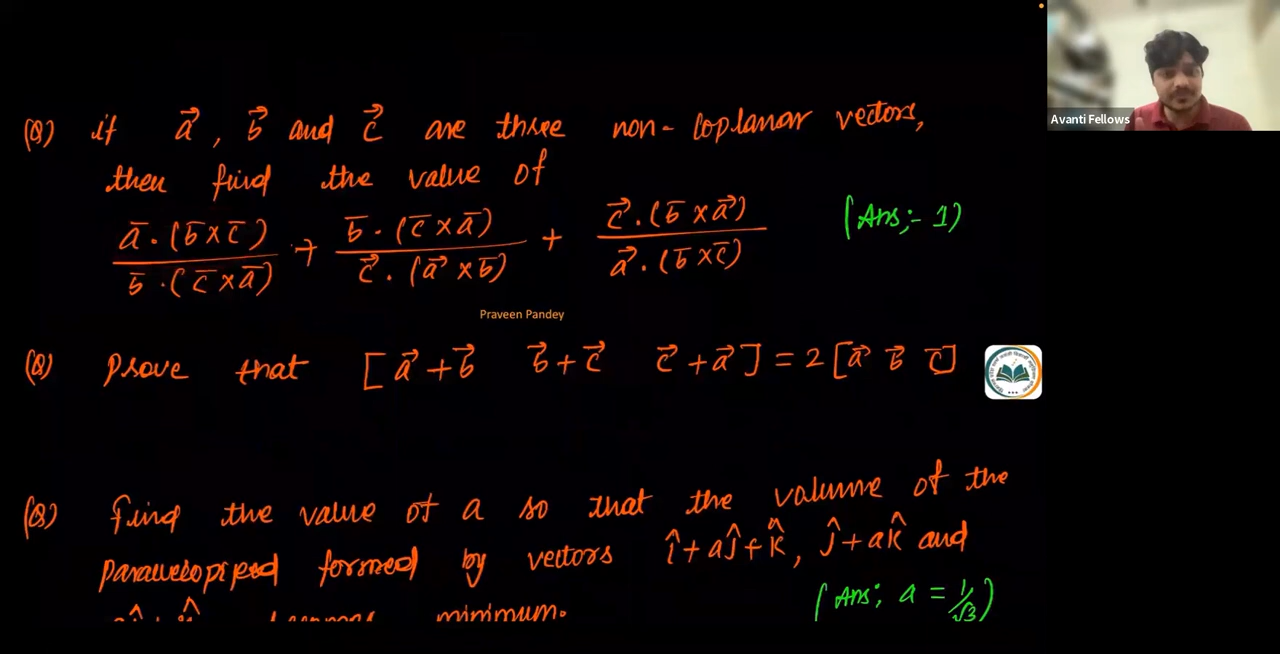 Avanti Fellows
(Q) if a⃗, b⃗ and c⃗ are three non-coplanar vectors,
then find the value of
a̅·(b̅×c̅)/b̅·(c̅×a̅) + b̅·(c̅×a̅)/c⃗·(a⃗×b̅) + c⃗·(b̅×a⃗)/a⃗·(b̅×c̅) (Ans;- 1)
Praveen Pandey
(Q) Prove that [a⃗+b⃗ b⃗+c⃗ c⃗+a⃗] = 2[a⃗ b⃗ c̅]
(Q) Find the value of a so that the volume of the
parallelopiped formed by vectors î+aĵ+k̂, ĵ+ak̂ and
minimum. (Ans; a = 1/√3)